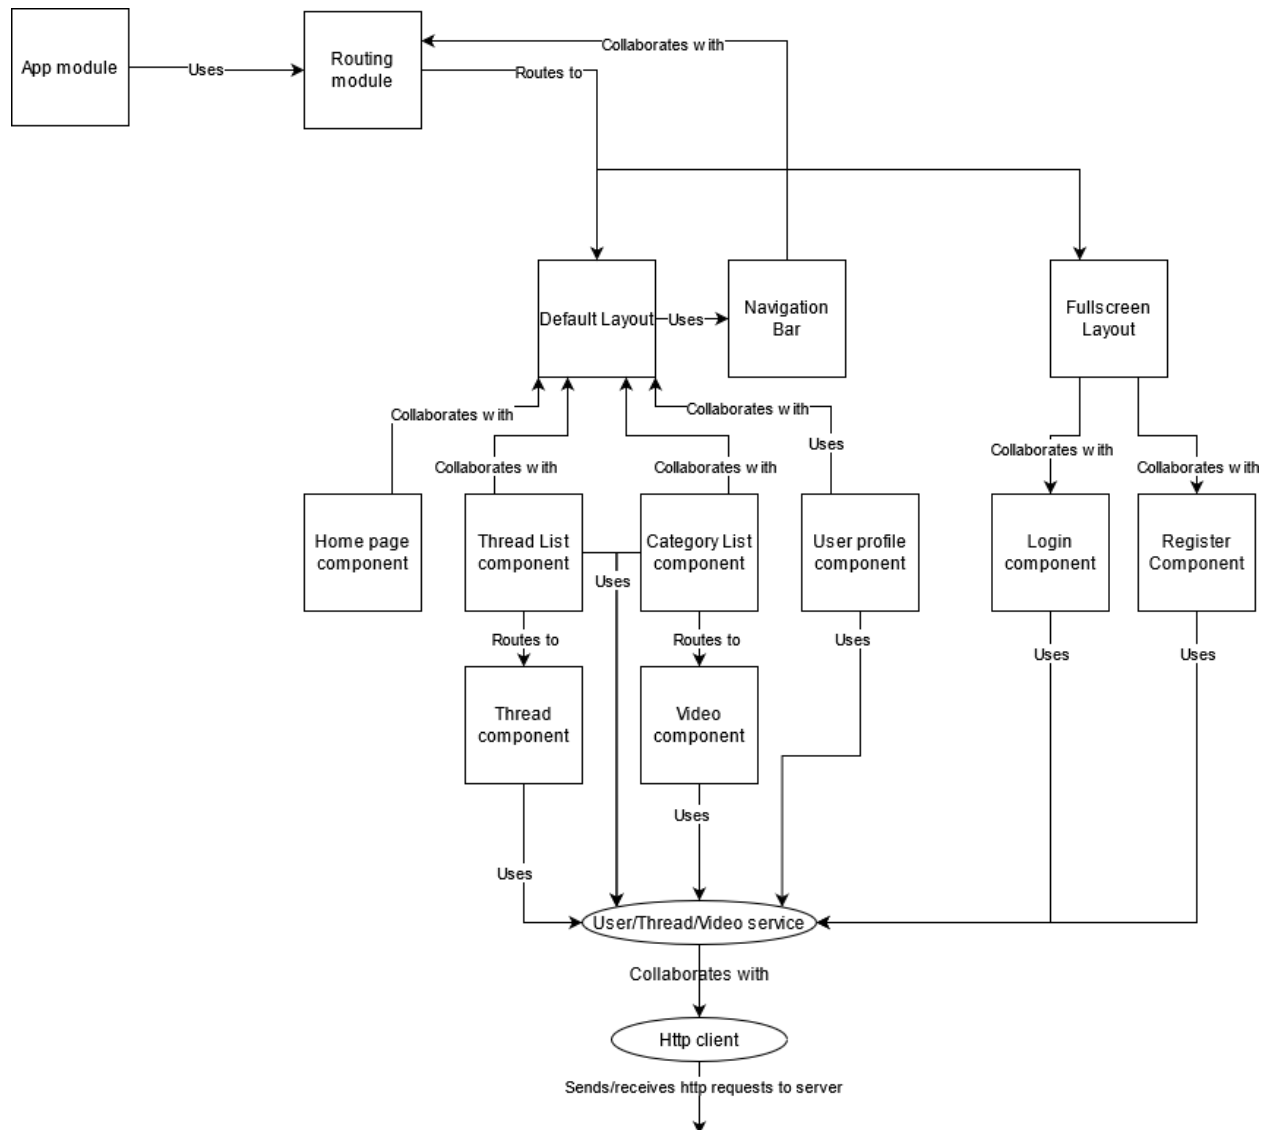 Collaborates with
App module
Uses
Routing
module
Routes to
Default Layout
Uses
Navigation
Bar
Fullscreen
Layout
Collaborates with
Collaborates with
Uses
Collaborates with
Collaborates with
Collaborates with
Collaborates with
Home page
component
Thread List
component
Uses
Category List
component
User profile
component
Login
component
Register
Component
Routes to
Routes to
Uses
Uses
Uses
Thread
component
Video
component
Uses
Uses
User/Thread/Video service
Collaborates with
Http client
Sends/receives http requests to server